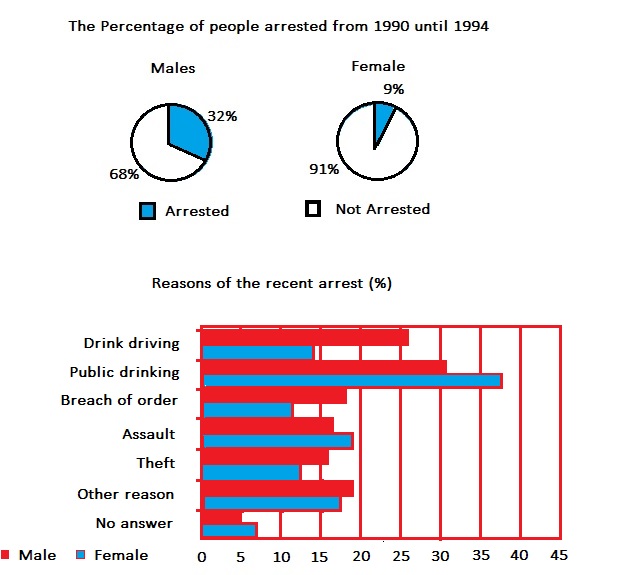 The Percentage of people arrested from 1990 until 1994
Males
Female
32%
68%
9%
91%
Arrested
Not Arrested
Reasons of the recent arrest (%)
Drink driving
Public drinking
Breach of order
Assault
Theft
Other reason
No answer
Male Female
0 5 10 15 20 25 30 35 40 45